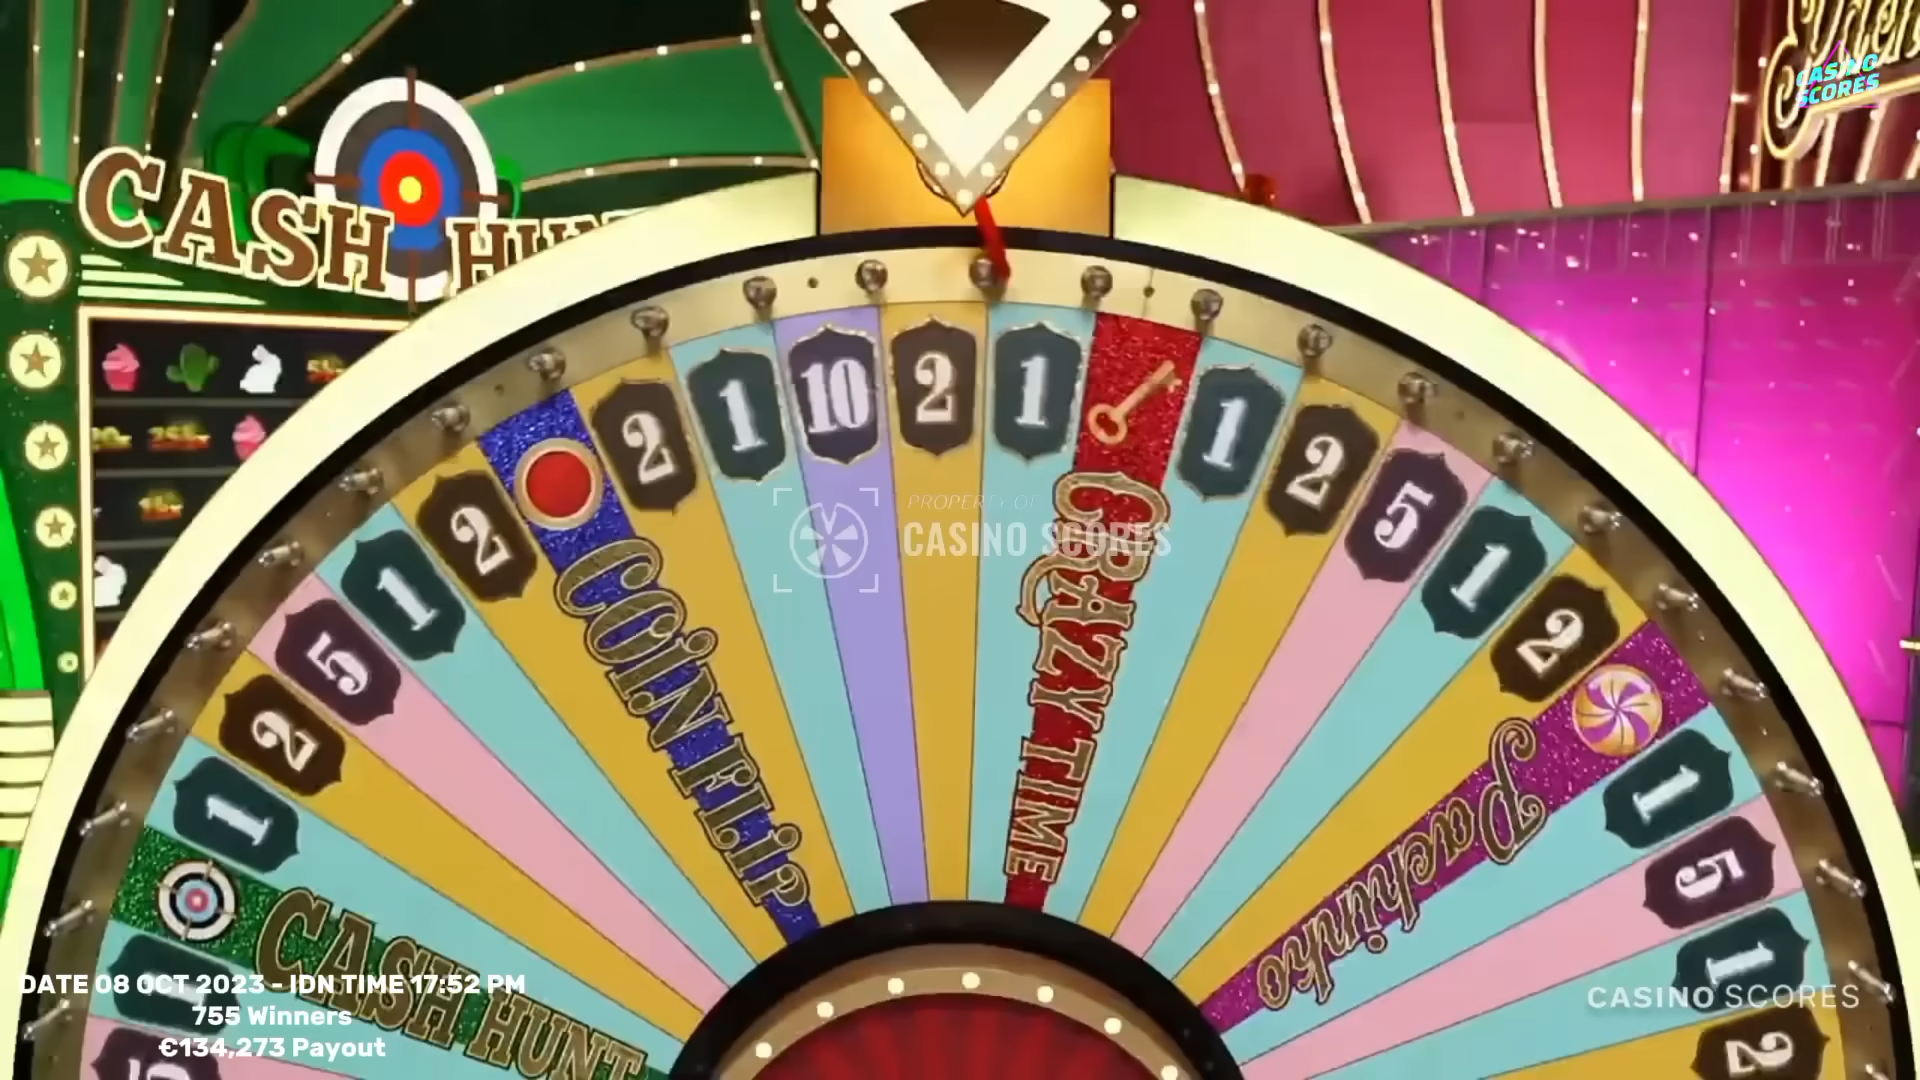 CASINO
SCORES
CASH HUNT
2
1
10
2
1
1
2
5
1
2
1
5
1
2
2
1
5
2
1
1
COIN FLIP
CRAZY TIME
Pachinko
CASH HUNT
PROPERTY OF
CASINO SCORES
DATE 08 OCT 2023 - IDN TIME 17:52 PM
755 Winners
€134,273 Payout
CASINO SCORES